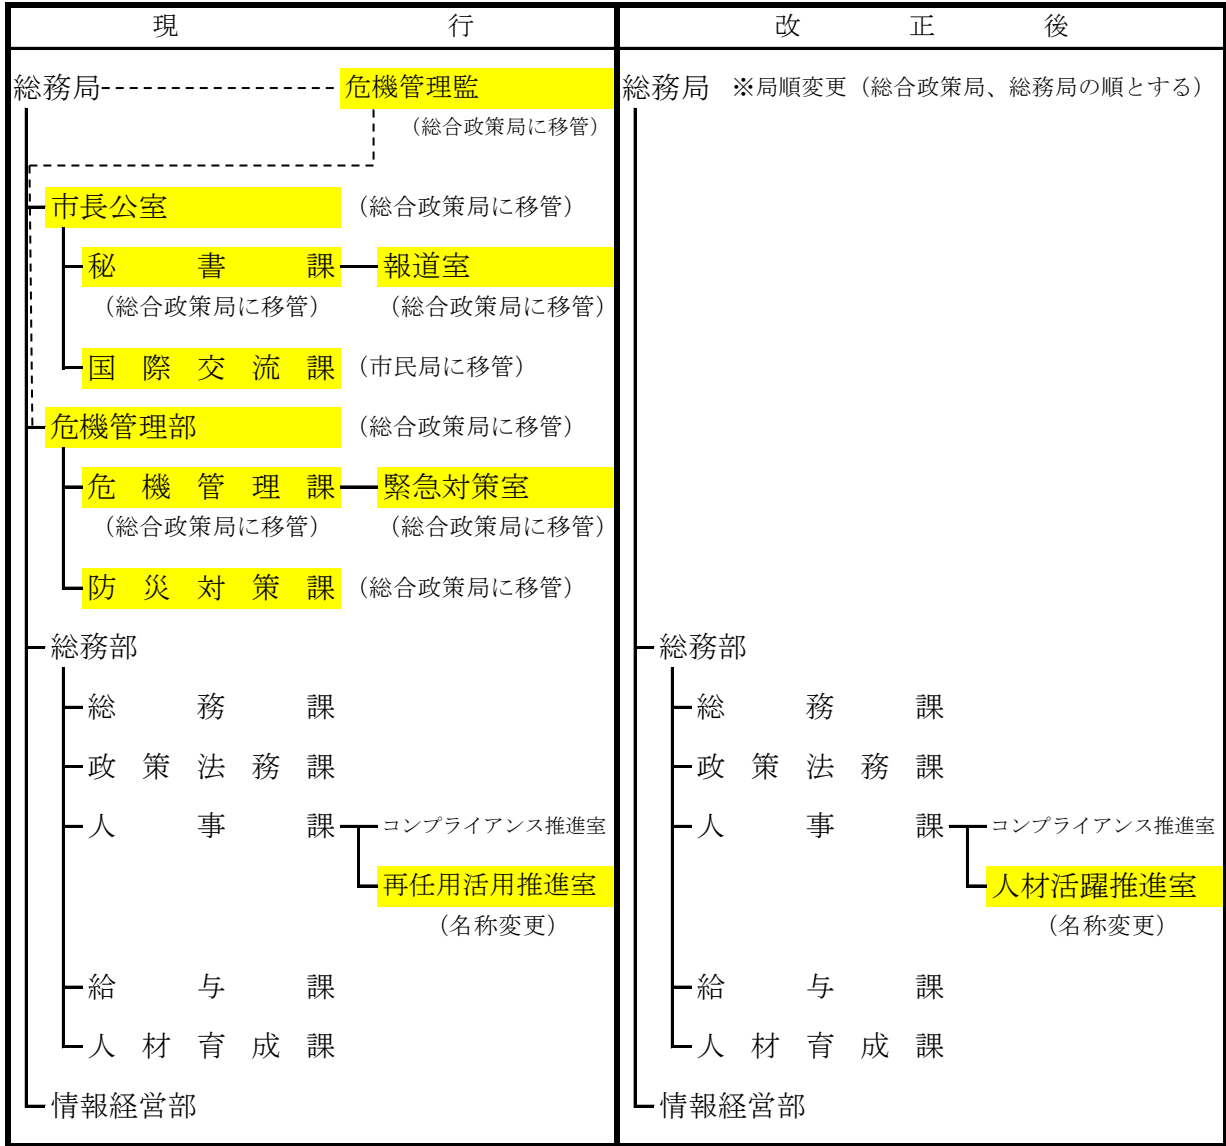 現行
総務局 危機管理監
（総合政策局に移管）
市長公室 （総合政策局に移管）
秘書課 報道室
（総合政策局に移管） （総合政策局に移管）
国際交流課 （市民局に移管）
危機管理部 （総合政策局に移管）
危機管理課 緊急対策室
（総合政策局に移管） （総合政策局に移管）
防災対策課 （総合政策局に移管）
総務部
総務課
政策法務課
人事課 コンプライアンス推進室
再任用活用推進室
（名称変更）
給与課
人材育成課
情報経営部
改正後
総務局 ※局順変更（総合政策局、総務局の順とする）
総務部
総務課
政策法務課
人事課 コンプライアンス推進室
人材活躍推進室
（名称変更）
給与課
人材育成課
情報経営部